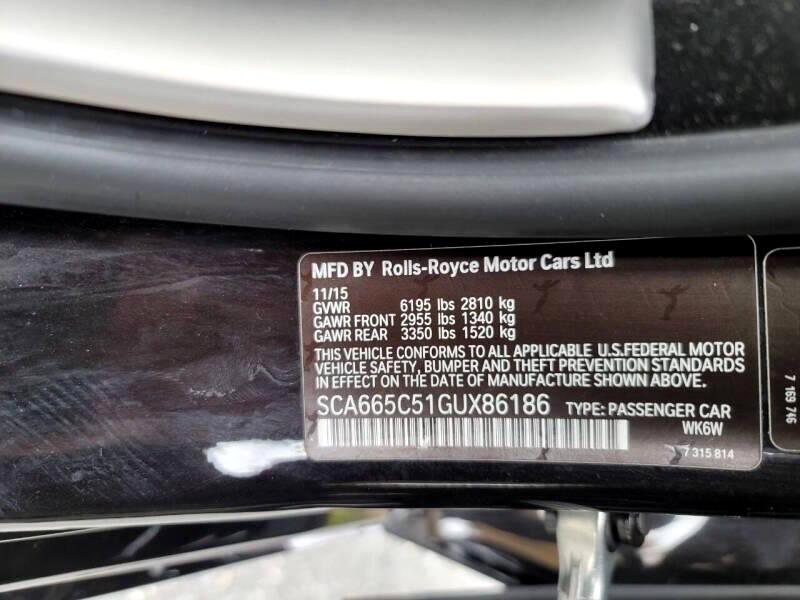 MFD BY Rolls-Royce Motor Cars Ltd
11/15
GVWR 6195 lbs 2810 kg
GAWR FRONT 2955 lbs 1340 kg
GAWR REAR 3350 lbs 1520 kg
THIS VEHICLE CONFORMS TO ALL APPLICABLE U.S.FEDERAL MOTOR
VEHICLE SAFETY, BUMPER AND THEFT PREVENTION STANDARDS
IN EFFECT ON THE DATE OF MANUFACTURE SHOWN ABOVE.
SCA665C51GUX86186 TYPE: PASSENGER CAR
WK6W
7 315 814
7 169 746